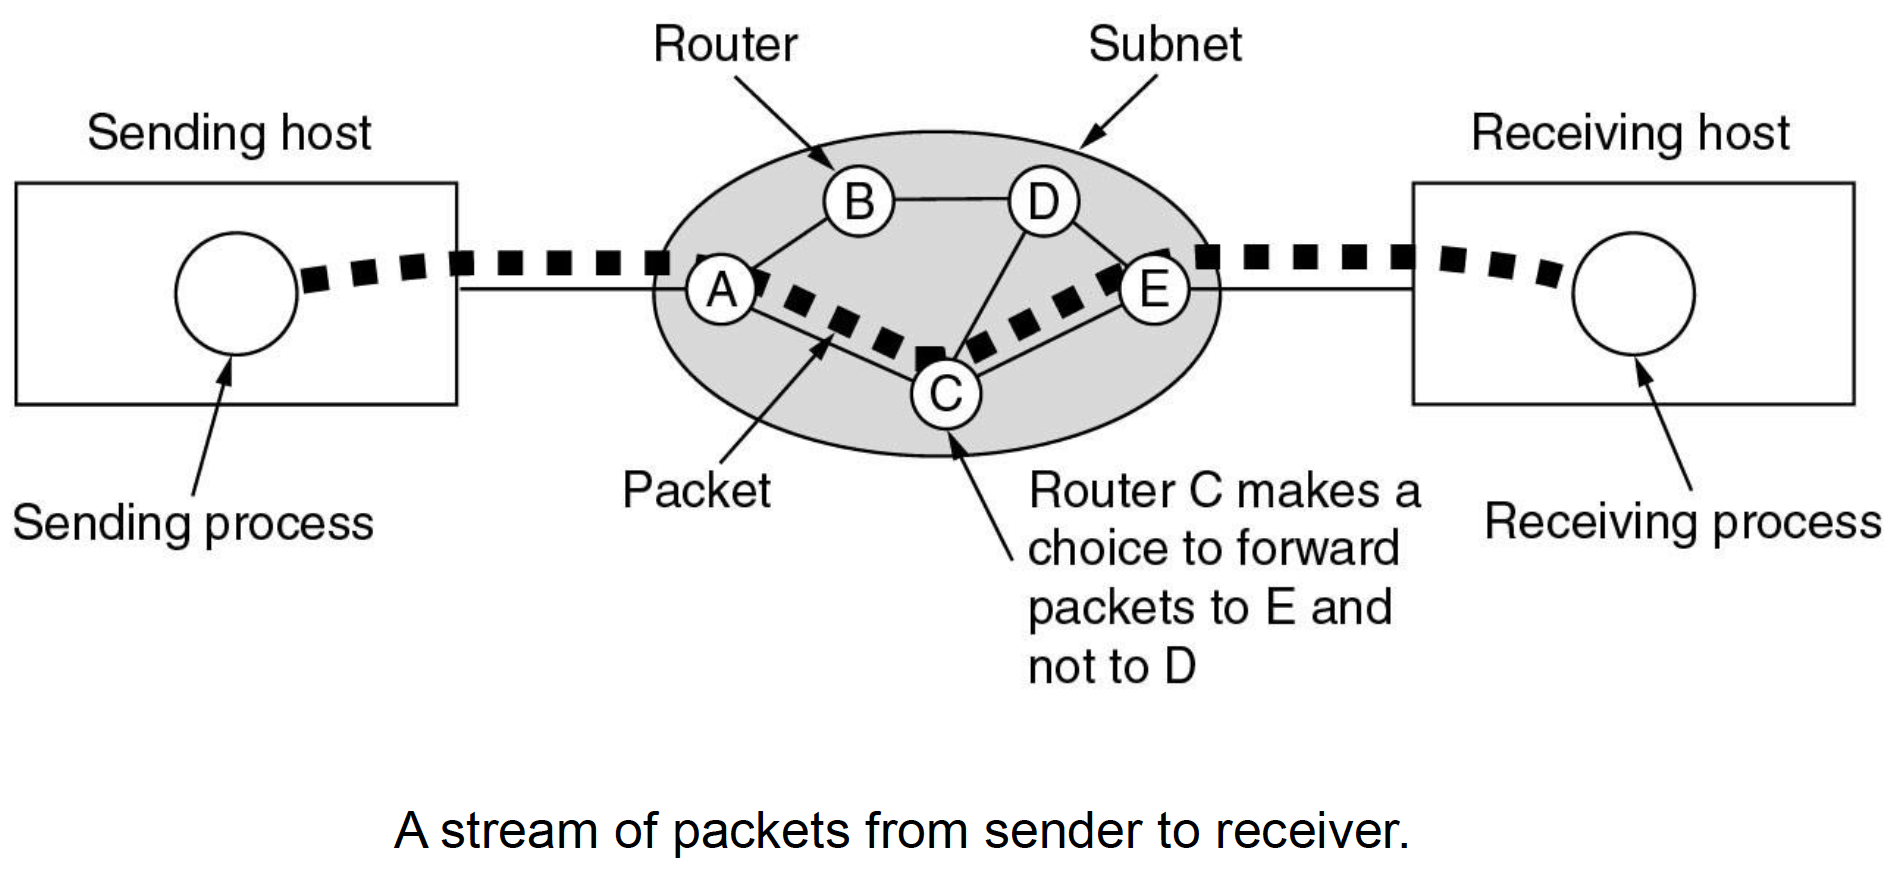 Router
Subnet
Sending host
Receiving host
B
D
A
E
C
Packet
Router C makes a
choice to forward
packets to E and
not to D
Sending process
Receiving process
A stream of packets from sender to receiver.